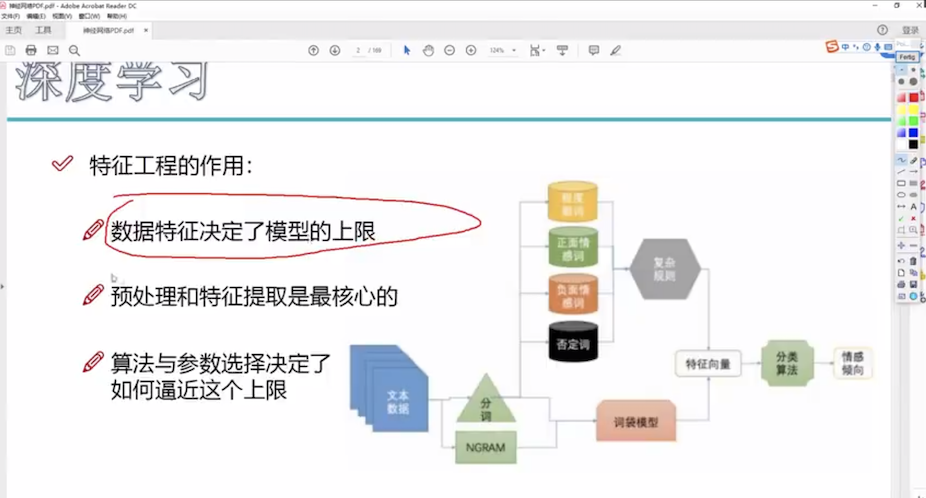 神经网络PDF.pdf - Adobe Acrobat Reader DC
文件(F) 编辑(E) 视图(V) 窗口(W) 帮助(H)
主页 工具 神经网络PDF.pdf × 登录
2 / 169 124%
中
Fertig
深度学习
特征工程的作用：
数据特征决定了模型的上限
预处理和特征提取是最核心的
算法与参数选择决定了
如何逼近这个上限
程度
副词
正面情
感词
负面情
感词
否定词
复杂
规则
文本
数据
分
词
NGRAM
词袋模型
特征向量
分类
算法
情感
倾向